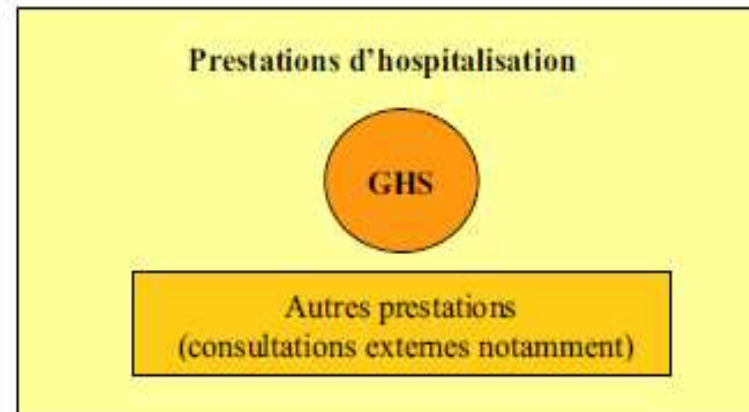 Prestations d'hospitalisation
GHS
Autres prestations
(consultations externes notamment)